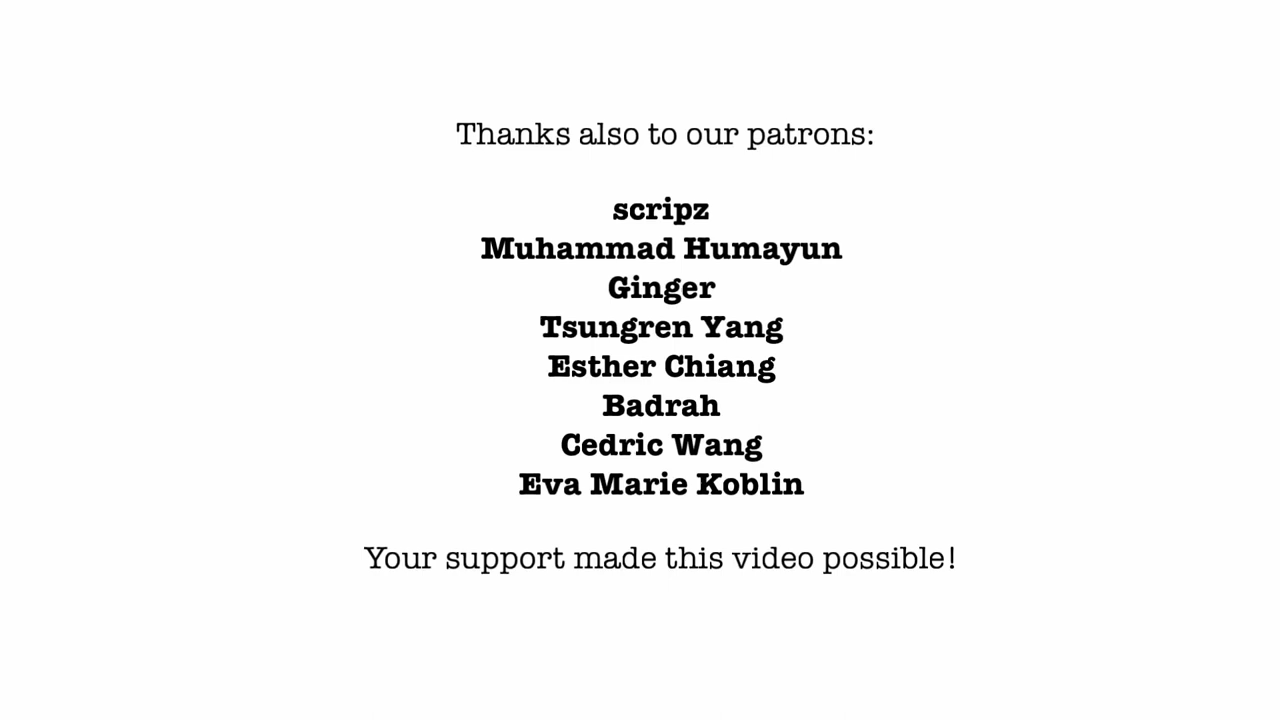 Thanks also to our patrons:
scripz
Muhammad Humayun
Ginger
Tsungren Yang
Esther Chiang
Badrah
Cedric Wang
Eva Marie Koblin
Your support made this video possible!